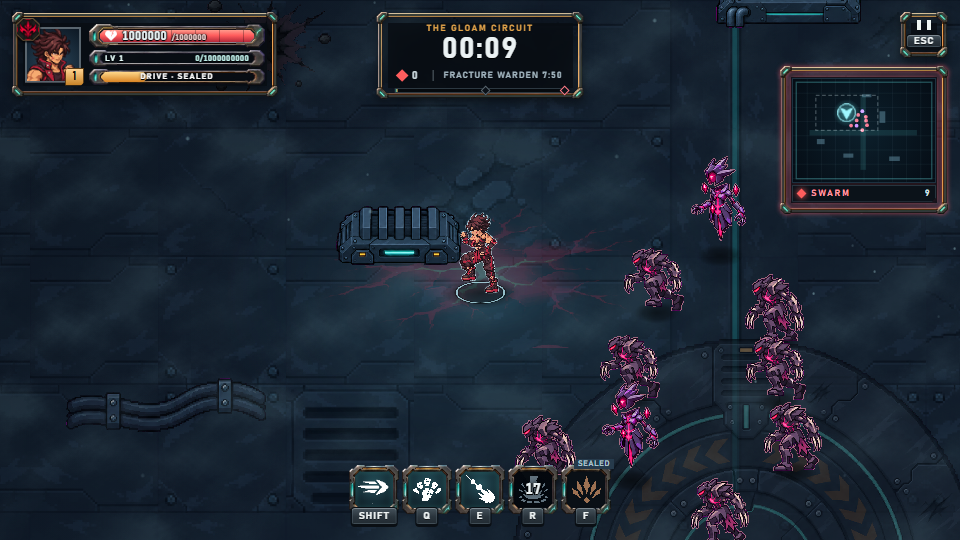 1000000 /1000000
LV 1 0/1000000000
DRIVE - SEALED
1
THE GLOAM CIRCUIT
00:09
0 | FRACTURE WARDEN 7:50
ESC
SWARM 9
SEALED
17
SHIFT Q E R F